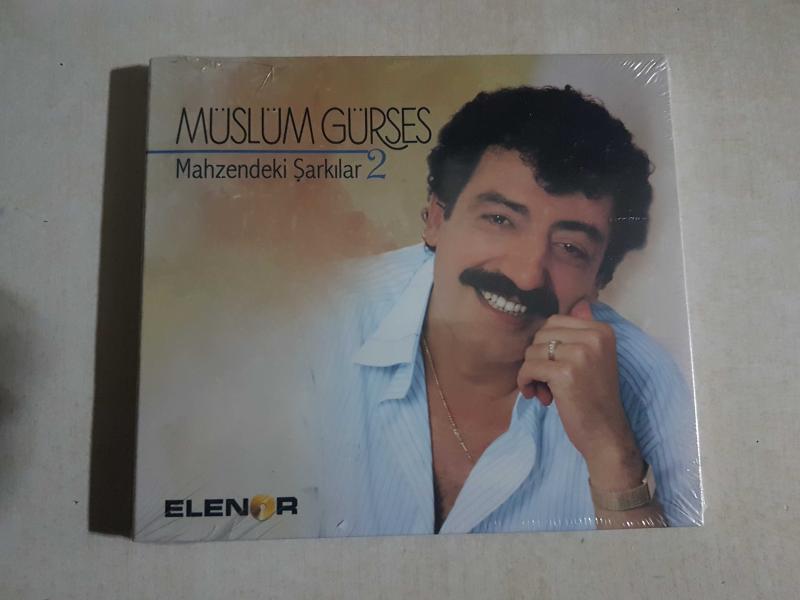 MÜSLÜM GÜRSES
Mahzendeki Şarkılar 2
ELENOR